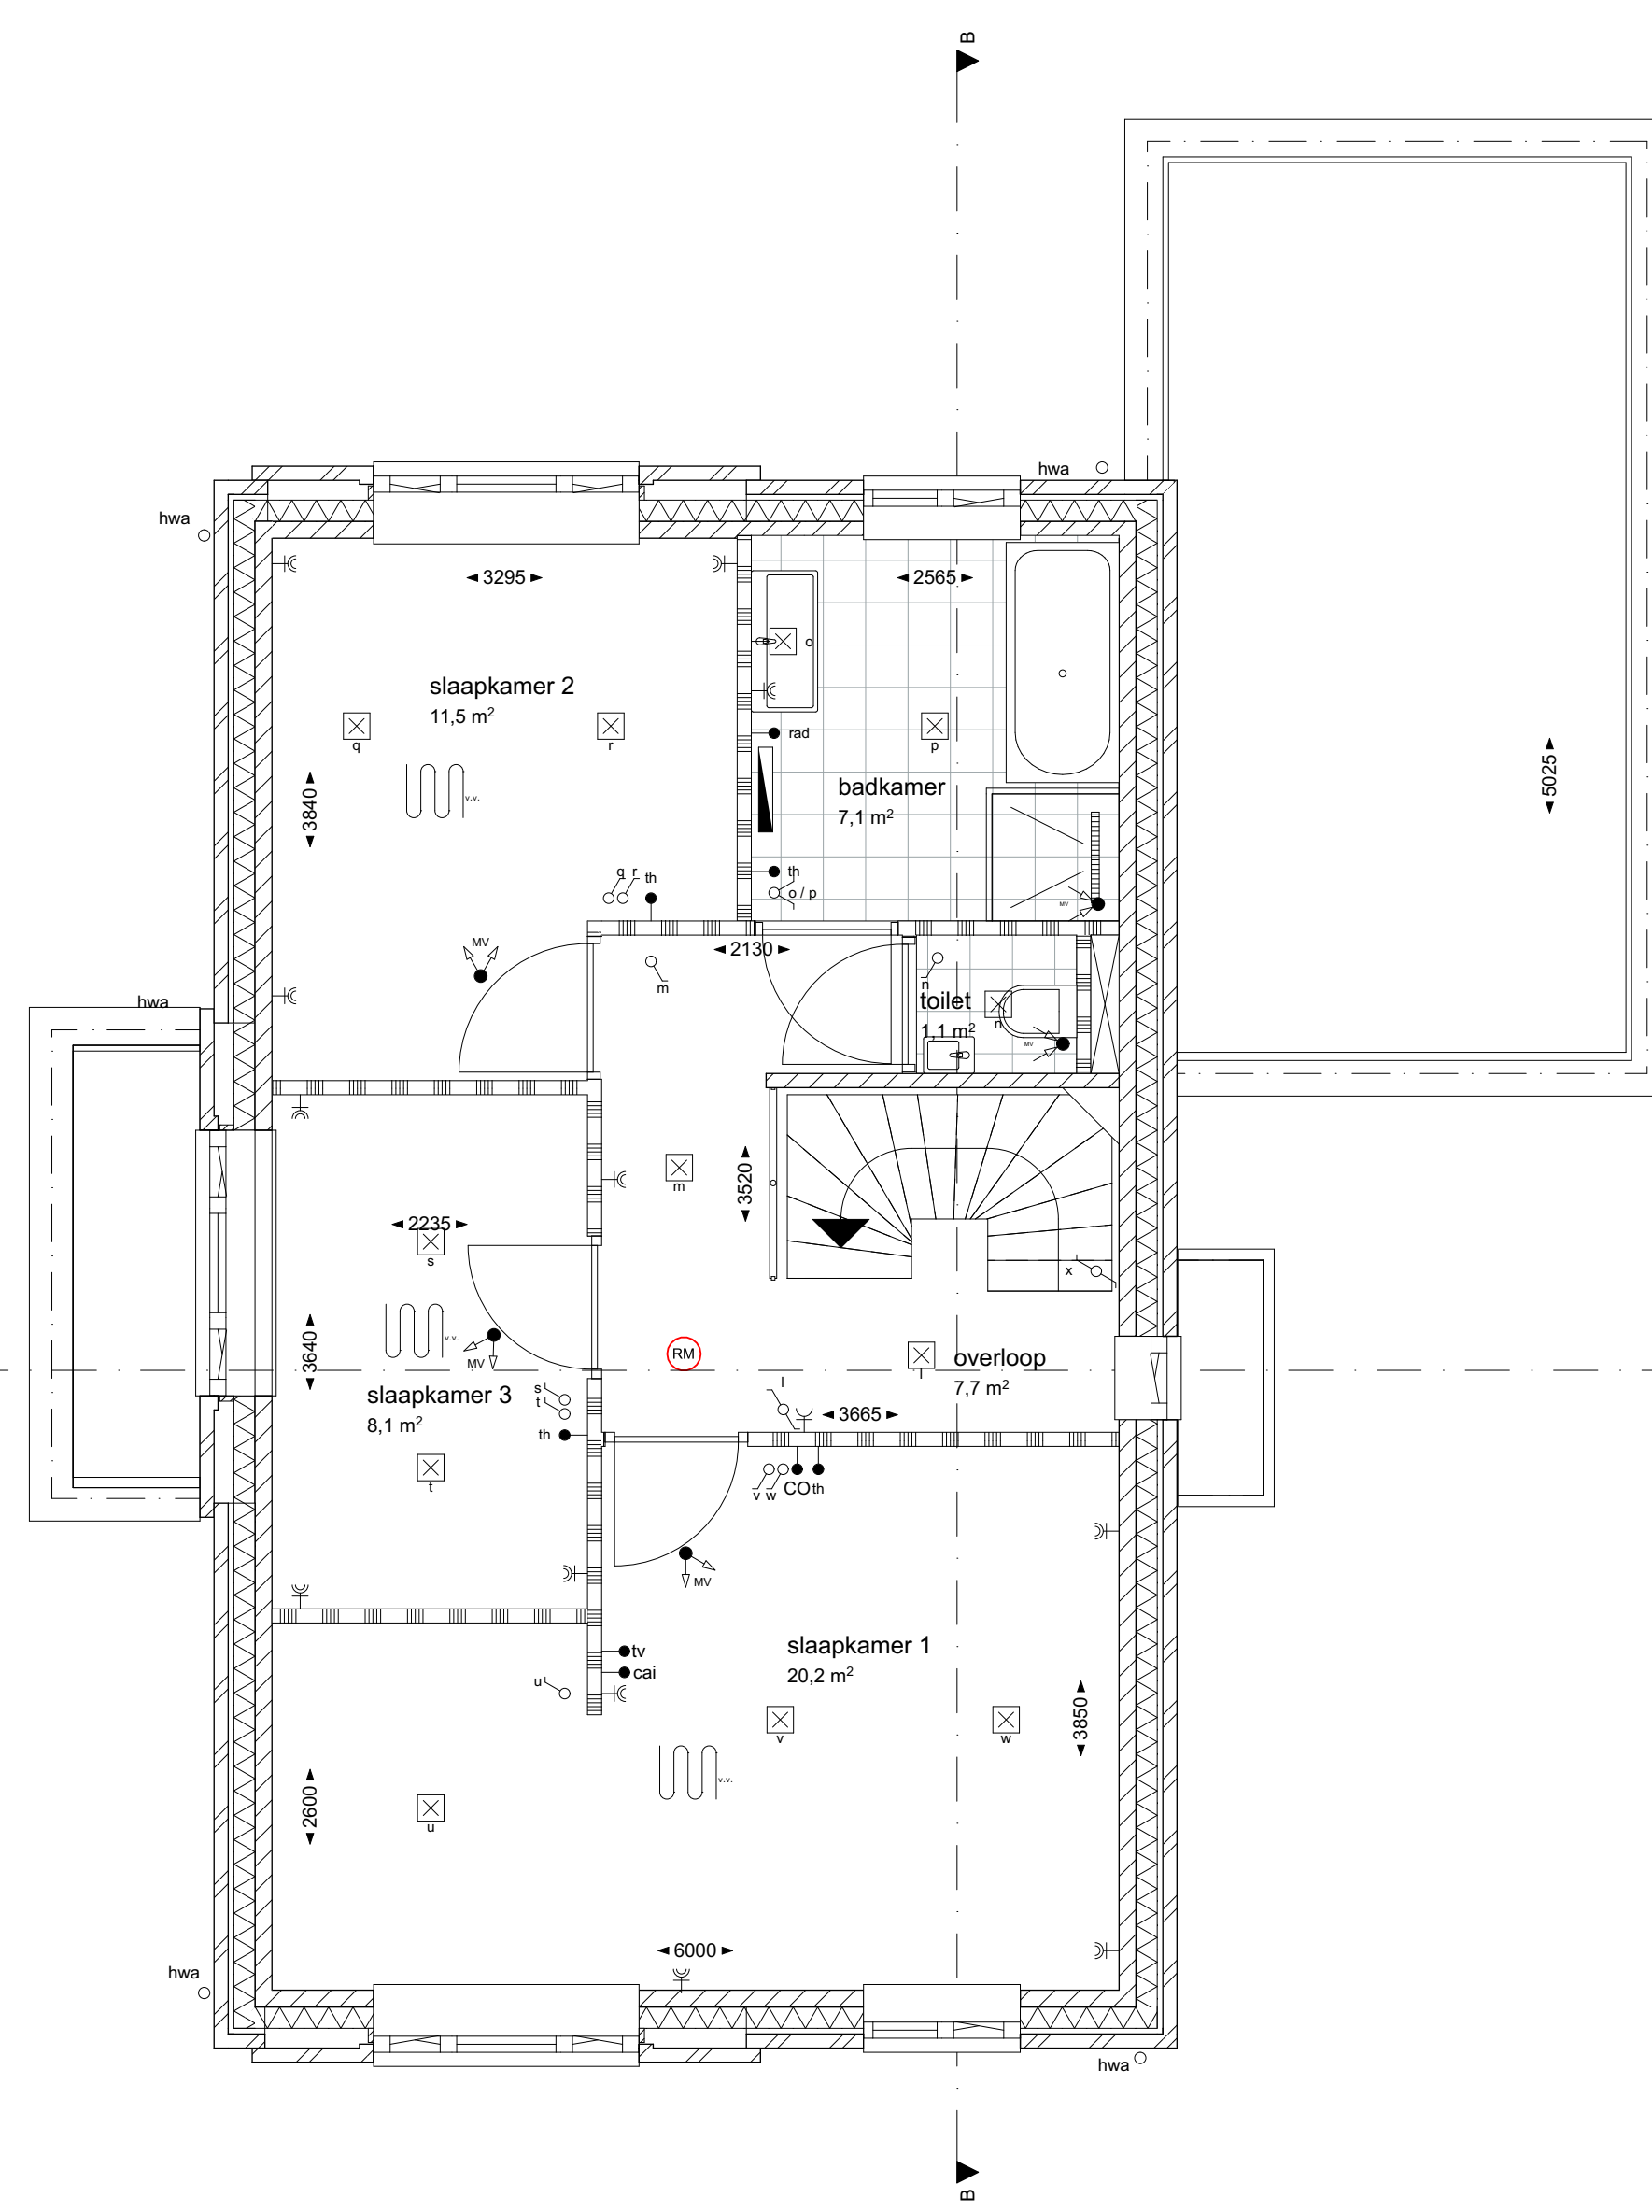 B
hwa
hwa
3295
2565
o
slaapkamer 2
11,5 m²
q
r
rad
p
badkamer
7,1 m²
5025
3840
v.v.
q r th
th
o / p
MV
MV
2130
m
n
toilet
n
1,1 m²
MV
hwa
m
3520
2235
s
x
v.v.
MV
3640
RM
l
overloop
7,7 m²
slaapkamer 3
8,1 m²
s
t
th
l
3665
t
v w CO th
MV
slaapkamer 1
20,2 m²
tv
cai
u
v
w
3850
v.v.
2600
u
6000
hwa
hwa
B